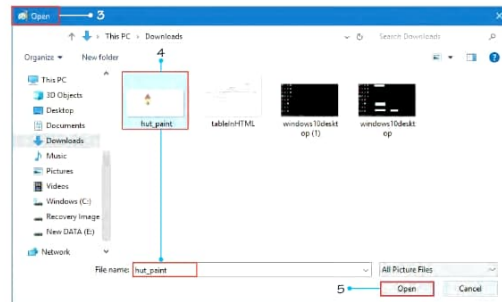 Open 3
This PC › Downloads
Search Downloads
Organize New folder
4
This PC
3D Objects
Desktop
Documents
Downloads
Music
Pictures
Videos
Windows (C:)
Recovery Image
New DATA (E:)
Network
hut_paint
tableInHTML
windows10deskt
op (1)
windows10deskt
op
File name: hut_paint
All Picture Files
5 Open Cancel